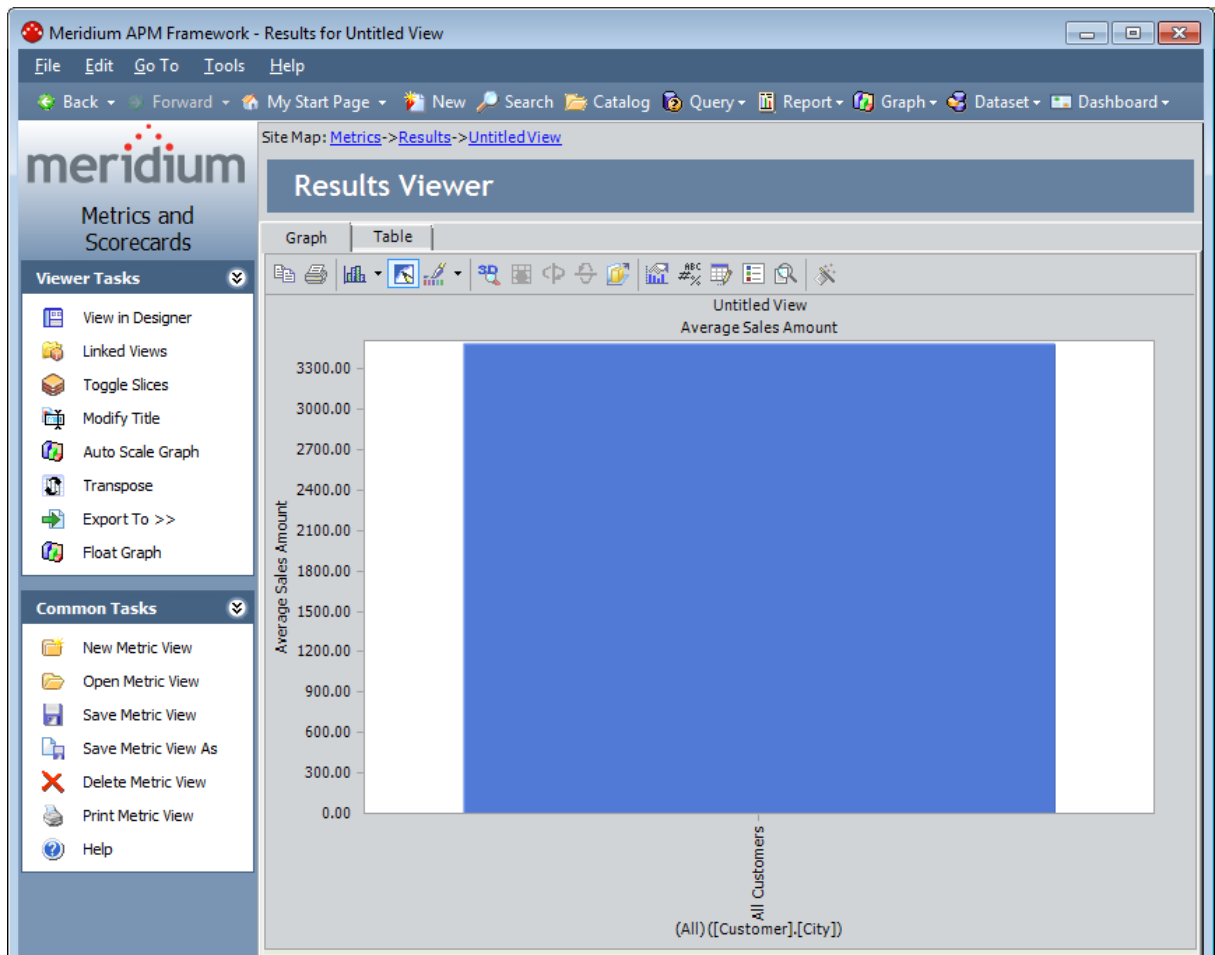 Meridium APM Framework - Results for Untitled View
File Edit Go To Tools Help
Back Forward My Start Page New Search Catalog Query Report Graph Dataset Dashboard
meridium
Metrics and
Scorecards
Viewer Tasks
View in Designer
Linked Views
Toggle Slices
Modify Title
Auto Scale Graph
Transpose
Export To >>
Float Graph
Common Tasks
New Metric View
Open Metric View
Save Metric View
Save Metric View As
Delete Metric View
Print Metric View
Help
Site Map: Metrics->Results->Untitled View
Results Viewer
Graph Table
3D ABC #%
Untitled View
Average Sales Amount
Average Sales Amount
3300.00
3000.00
2700.00
2400.00
2100.00
1800.00
1500.00
1200.00
900.00
600.00
300.00
0.00
All Customers
(All) ([Customer].[City])